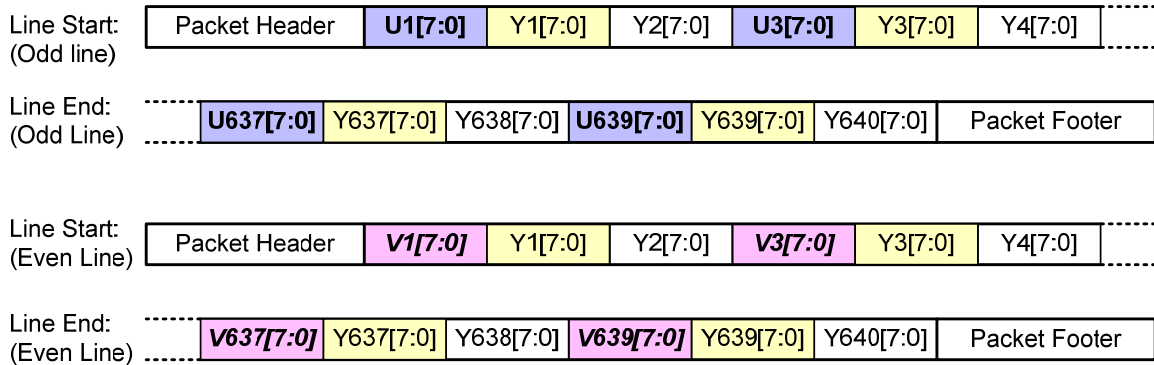 Line Start: Packet Header U1[7:0] Y1[7:0] Y2[7:0] U3[7:0] Y3[7:0] Y4[7:0]
(Odd line)
Line End: U637[7:0] Y637[7:0] Y638[7:0] U639[7:0] Y639[7:0] Y640[7:0] Packet Footer
(Odd Line)
Line Start: Packet Header V1[7:0] Y1[7:0] Y2[7:0] V3[7:0] Y3[7:0] Y4[7:0]
(Even Line)
Line End: V637[7:0] Y637[7:0] Y638[7:0] V639[7:0] Y639[7:0] Y640[7:0] Packet Footer
(Even Line)